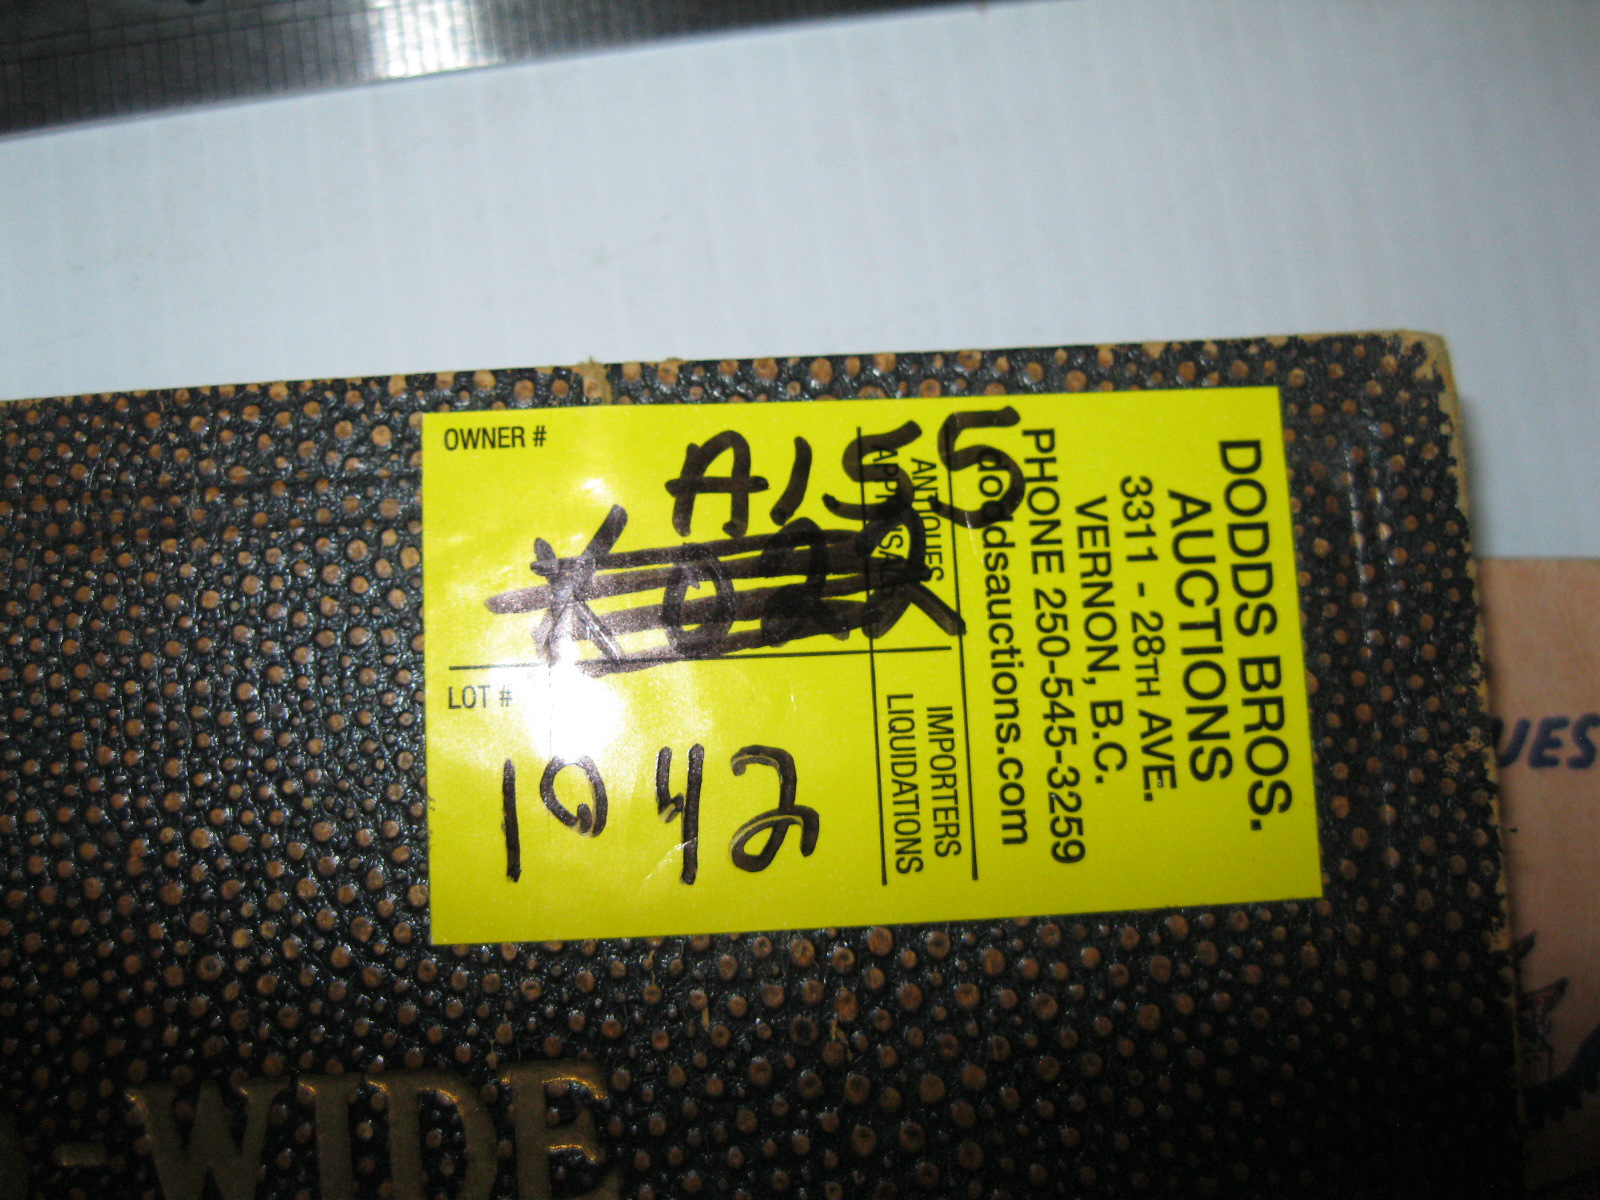 OWNER #
A155
LOT #
1042
DODDS BROS.
AUCTIONS
3311 - 28TH AVE.
VERNON, B.C.
PHONE 250-545-3259
doddsauctions.com
ANTIQUES
IMPORTERS
APPRAISALS
LIQUIDATIONS
-WIDE
UES